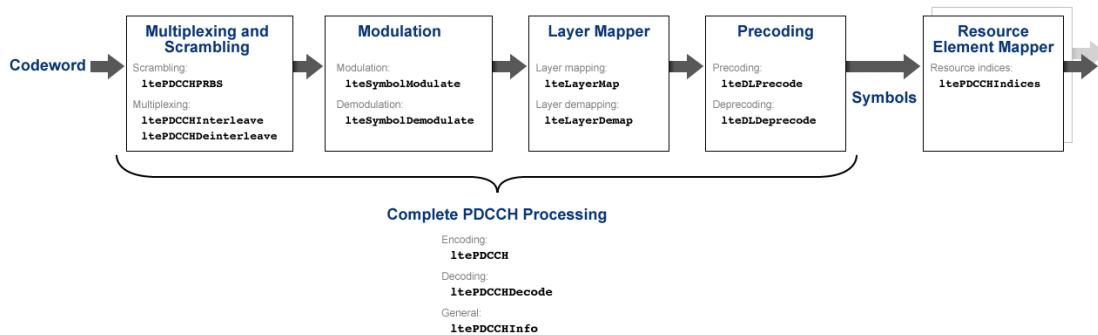 Codeword
Multiplexing and
Scrambling
Scrambling:
ltePDCCHPRBS
Multiplexing:
ltePDCCHInterleave
ltePDCCHDeinterleave
Modulation
Modulation:
lteSymbolModulate
Demodulation:
lteSymbolDemodulate
Layer Mapper
Layer mapping:
lteLayerMap
Layer demapping:
lteLayerDemap
Precoding
Precoding:
lteDLPrecode
Deprecoding:
lteDLDeprecode
Symbols
Resource
Element Mapper
Resource indices:
ltePDCCHIndices
Complete PDCCH Processing
Encoding:
ltePDCCH
Decoding:
ltePDCCHDecode
General:
ltePDCCHInfo